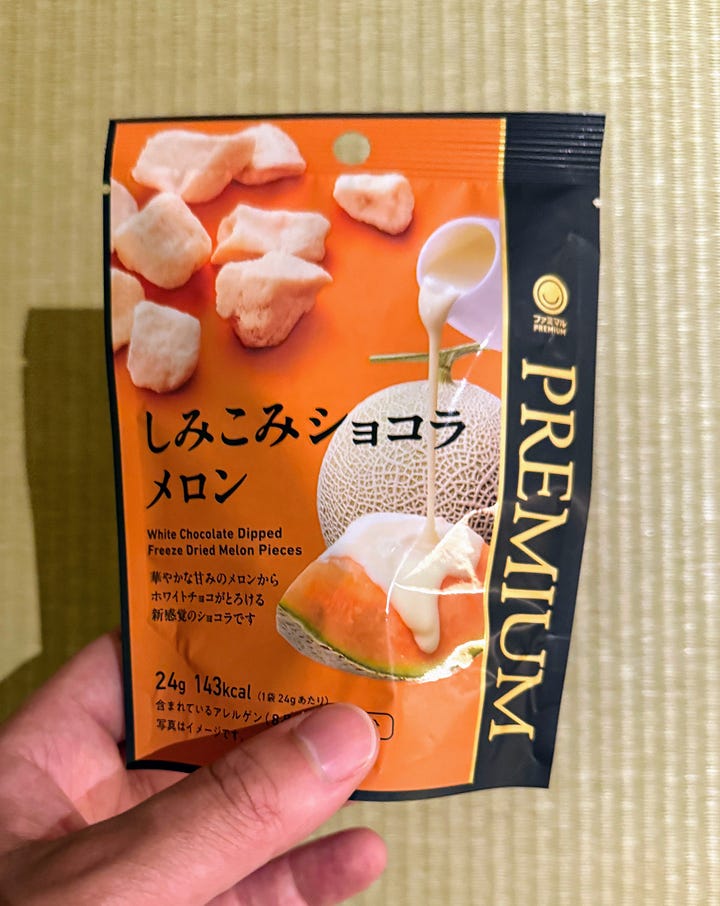 しみこみショコラ
メロン
White Chocolate Dipped
Freeze Dried Melon Pieces
華やかな甘みのメロンから
ホワイトチョコがとろける
新感覚のショコラです
24g 143kcal (1袋 24gあたり)
含まれているアレルゲン(8
写真はイメージです。
ファミマル
PREMIUM
PREMIUM